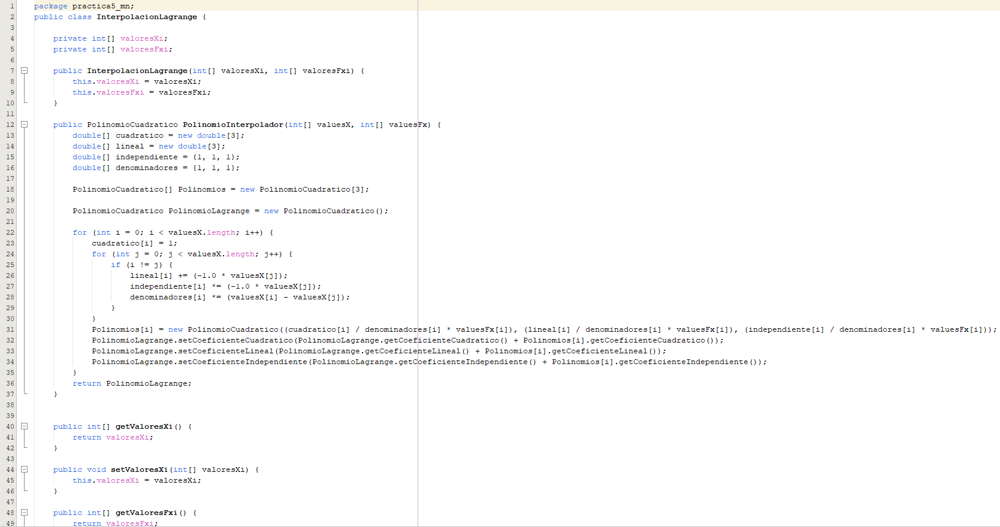 1 package practica5_mn;
2 public class InterpolacionLagrange {
3
4     private int[] valoresXi;
5     private int[] valoresFxi;
6
7     public InterpolacionLagrange(int[] valoresXi, int[] valoresFxi) {
8         this.valoresXi = valoresXi;
9         this.valoresFxi = valoresFxi;
10     }
11
12     public PolinomioCuadratico PolinomioInterpolador(int[] valuesX, int[] valuesFx) {
13         double[] cuadratico = new double[3];
14         double[] lineal = new double[3];
15         double[] independiente = {1, 1, 1};
16         double[] denominadores = {1, 1, 1};
17
18         PolinomioCuadratico[] Polinomios = new PolinomioCuadratico[3];
19
20         PolinomioCuadratico PolinomioLagrange = new PolinomioCuadratico();
21
22         for (int i = 0; i < valuesX.length; i++) {
23             cuadratico[i] = 1;
24             for (int j = 0; j < valuesX.length; j++) {
25                 if (i != j) {
26                     lineal[i] += (-1.0 * valuesX[j]);
27                     independiente[i] *= (-1.0 * valuesX[j]);
28                     denominadores[i] *= (valuesX[i] - valuesX[j]);
29                 }
30             }
31             Polinomios[i] = new PolinomioCuadratico((cuadratico[i] / denominadores[i] * valuesFx[i]), (lineal[i] / denominadores[i] * valuesFx[i]), (independiente[i] / denominadores[i] * valuesFx[i]));
32             PolinomioLagrange.setCoeficienteCuadratico(PolinomioLagrange.getCoeficienteCuadratico() + Polinomios[i].getCoeficienteCuadratico());
33             PolinomioLagrange.setCoeficienteLineal(PolinomioLagrange.getCoeficienteLineal() + Polinomios[i].getCoeficienteLineal());
34             PolinomioLagrange.setCoeficienteIndependiente(PolinomioLagrange.getCoeficienteIndependiente() + Polinomios[i].getCoeficienteIndependiente());
35         }
36         return PolinomioLagrange;
37     }
38
39
40     public int[] getValoresXi() {
41         return valoresXi;
42     }
43
44     public void setValoresXi(int[] valoresXi) {
45         this.valoresXi = valoresXi;
46     }
47
48     public int[] getValoresFxi() {
49         return valoresFxi;